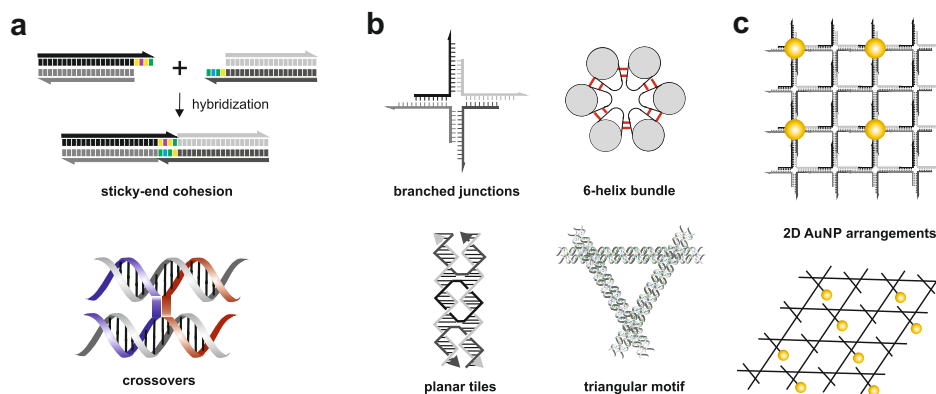 a
b
c
+
hybridization
sticky-end cohesion
branched junctions
6-helix bundle
2D AuNP arrangements
crossovers
planar tiles
triangular motif